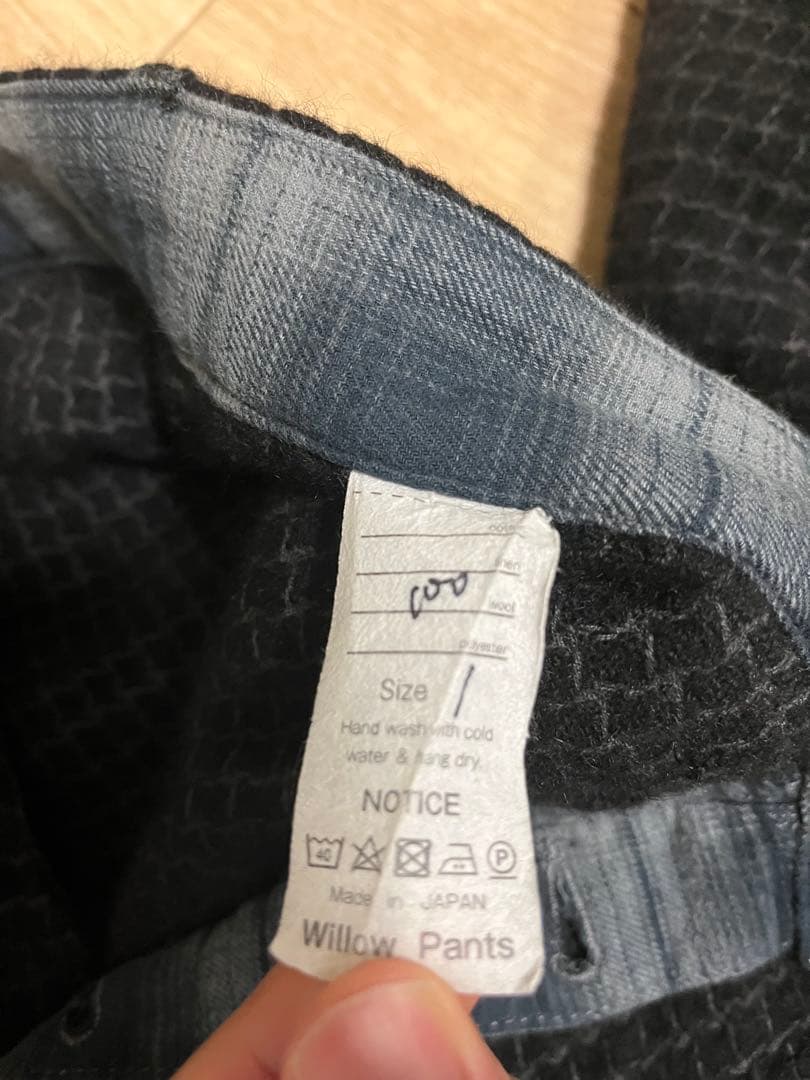 cotton
linen
100 wool
polyester
Size 1
Hand wash with cold
water & hang dry.
NOTICE
40 P
Made in JAPAN
Willow Pants